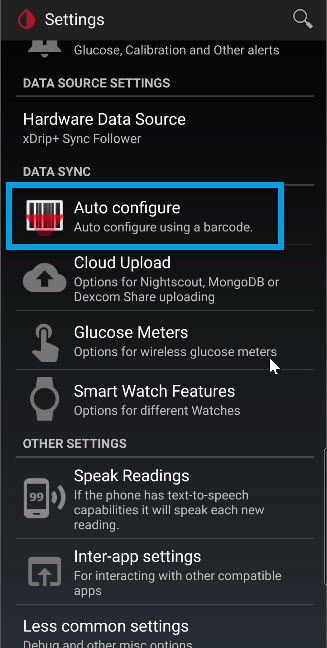 Settings
Glucose, Calibration and Other alerts
DATA SOURCE SETTINGS
Hardware Data Source
xDrip+ Sync Follower
DATA SYNC
Auto configure
Auto configure using a barcode.
Cloud Upload
Options for Nightscout, MongoDB or
Dexcom Share uploading
Glucose Meters
Options for wireless glucose meters
Smart Watch Features
Options for different Watches
OTHER SETTINGS
99
Speak Readings
If the phone has text-to-speech
capabilities it will speak each new
reading.
Inter-app settings
For interacting with other compatible
apps
Less common settings
Debug and other misc options